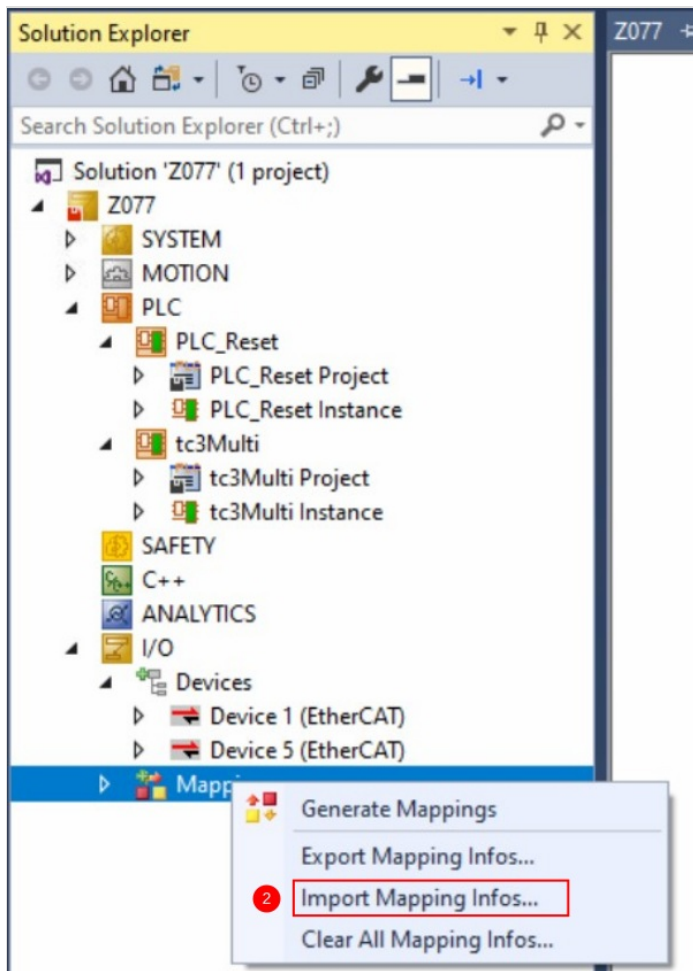 Solution Explorer
Z077
Search Solution Explorer (Ctrl+;)
Solution 'Z077' (1 project)
Z077
SYSTEM
MOTION
PLC
PLC_Reset
PLC_Reset Project
PLC_Reset Instance
tc3Multi
tc3Multi Project
tc3Multi Instance
SAFETY
C++
ANALYTICS
I/O
Devices
Device 1 (EtherCAT)
Device 5 (EtherCAT)
Mapp
Generate Mappings
Export Mapping Infos...
2 Import Mapping Infos...
Clear All Mapping Infos...